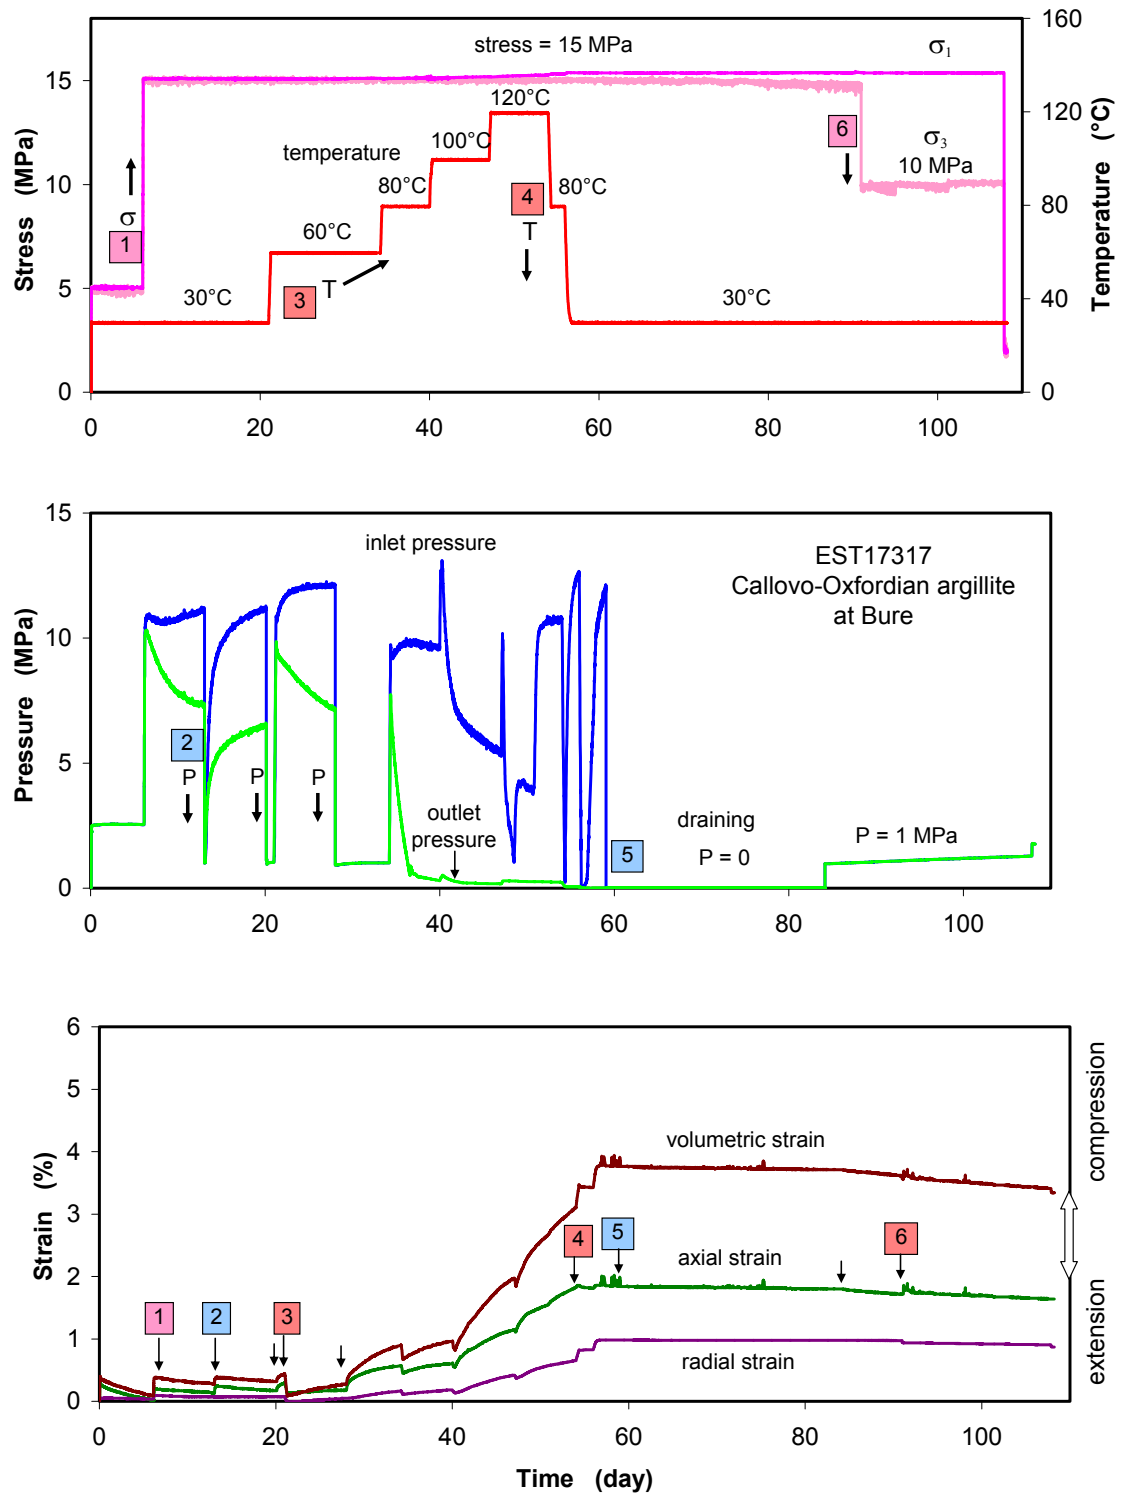 160
stress = 15 MPa
σ1
15
120°C
120
100°C
6
σ3
temperature
10 MPa
80°C
4
80°C
10
80
σ
T
1
60°C
5
30°C
3
T
30°C
40
0
0
0
20
40
60
80
100
Stress (MPa)
Temperature (°C)
15
inlet pressure
EST17317
Callovo-Oxfordian argillite
at Bure
10
2
P
P
P
5
outlet
pressure
draining
P = 0
P = 1 MPa
5
0
0
20
40
60
80
100
Pressure (MPa)
6
5
volumetric strain
4
3
4
5
axial strain
6
2
1
2
3
1
radial strain
0
0
20
40
60
80
100
Strain (%)
compression
extension
Time (day)